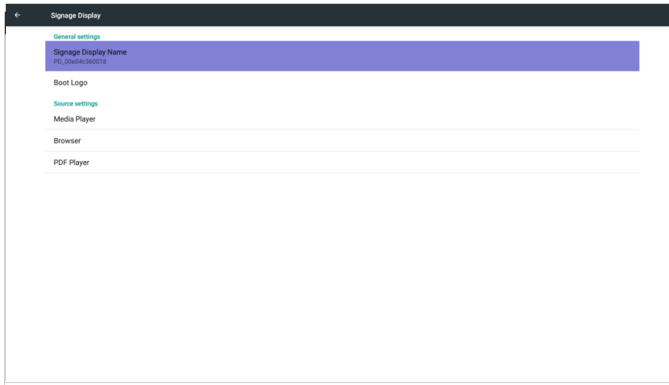 Signage Display
General settings
Signage Display Name
PD_00e04c360018
Boot Logo
Source settings
Media Player
Browser
PDF Player